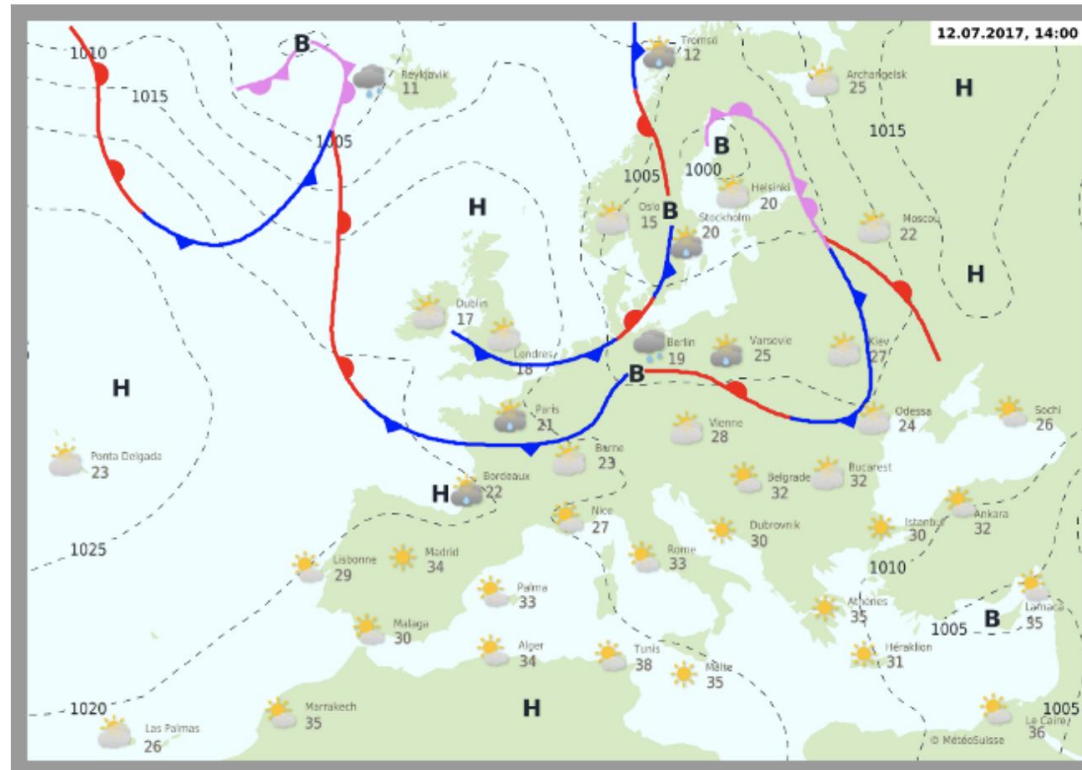 12.07.2017, 14:00
B
Tromsø
12
1010
Reykjavik
11
Archangelsk
25
H
1015
1015
1005
B
1000
1005
Helsinki
20
H
Oslo
15
B
Stockholm
20
Moscou
22
H
Dublin
17
Londres
18
Berlin
19
Varsovie
25
Kiev
27
B
H
Paris
21
Vienne
28
Odessa
24
Sochi
26
Ponta Delgada
23
Berne
23
H
Bordeaux
22
Belgrade
32
Bucarest
32
Nice
27
Ankara
32
Dubrovnik
30
Istanbul
30
1025
Lisbonne
29
Madrid
34
Rome
33
1010
Palma
33
Athènes
35
Larnaca
35
B
1005
Malaga
30
Alger
34
Tunis
38
Malte
35
Héraklion
31
1020
Marrakech
35
H
1005
Las Palmas
26
Le Caire
36
© MétéoSuisse